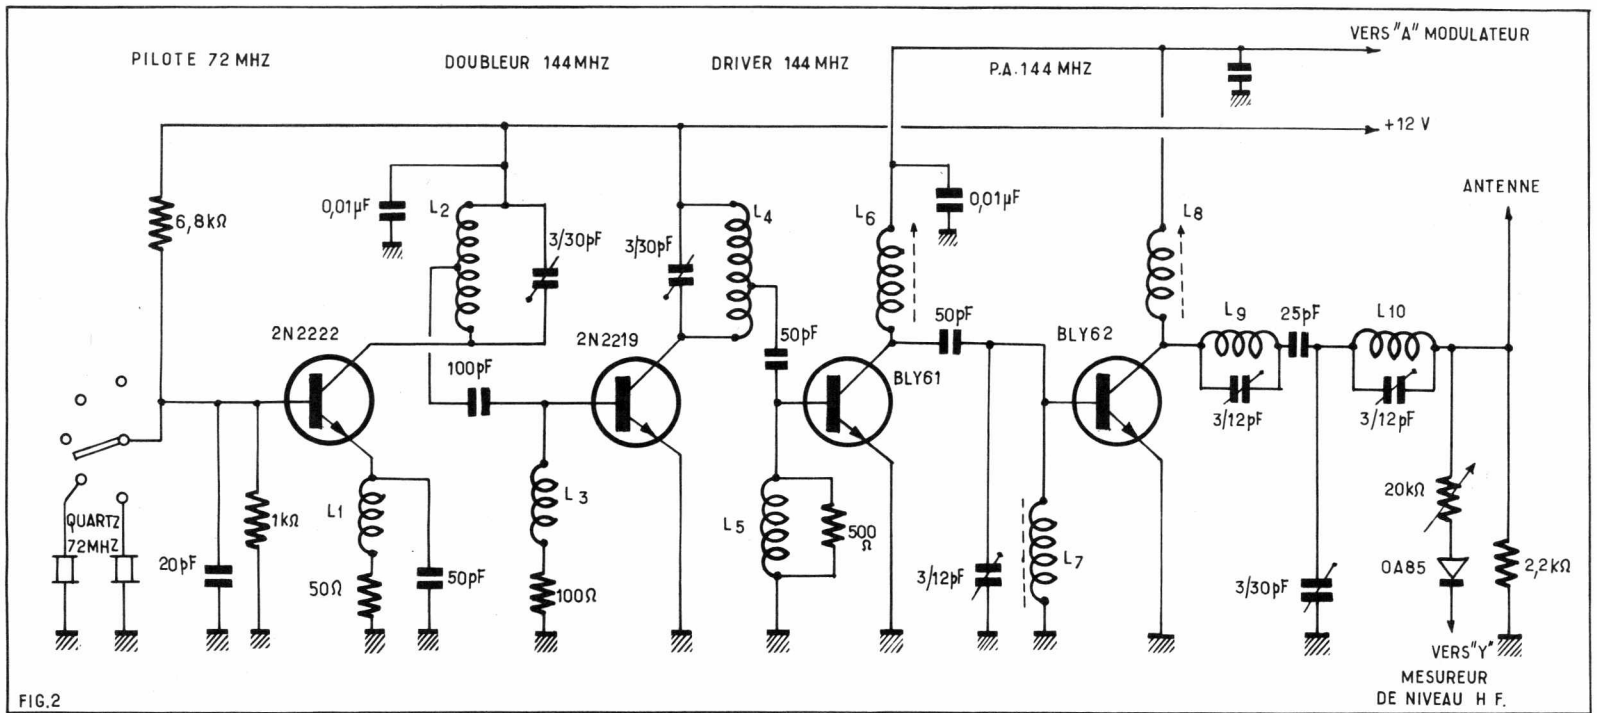 PILOTE 72 MHZ
DOUBLEUR 144 MHZ
DRIVER 144 MHZ
P.A. 144 MHZ
VERS "A" MODULATEUR
+12 V
ANTENNE
6,8kΩ
0,01µF
L2
3/30pF
3/30pF
L4
L6
0,01µF
L8
2N2222
2N2219
50pF
BLY61
50pF
BLY62
L9
25pF
L10
100pF
3/12pF
3/12pF
QUARTZ
72MHZ
20pF
1kΩ
L1
50Ω
50pF
L3
100Ω
L5
500
Ω
3/12pF
L7
3/30pF
20kΩ
OA85
2,2kΩ
VERS "Y"
MESUREUR
DE NIVEAU H F.
FIG.2